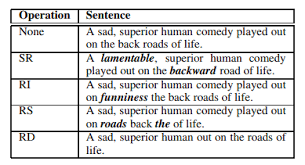 Operation Sentence
None A sad, superior human comedy played out
on the back roads of life.
SR A lamentable, superior human comedy
played out on the backward road of life.
RI A sad, superior human comedy played out
on funniness the back roads of life.
RS A sad, superior human comedy played out
on roads back the of life.
RD A sad, superior human out on the roads of
life.